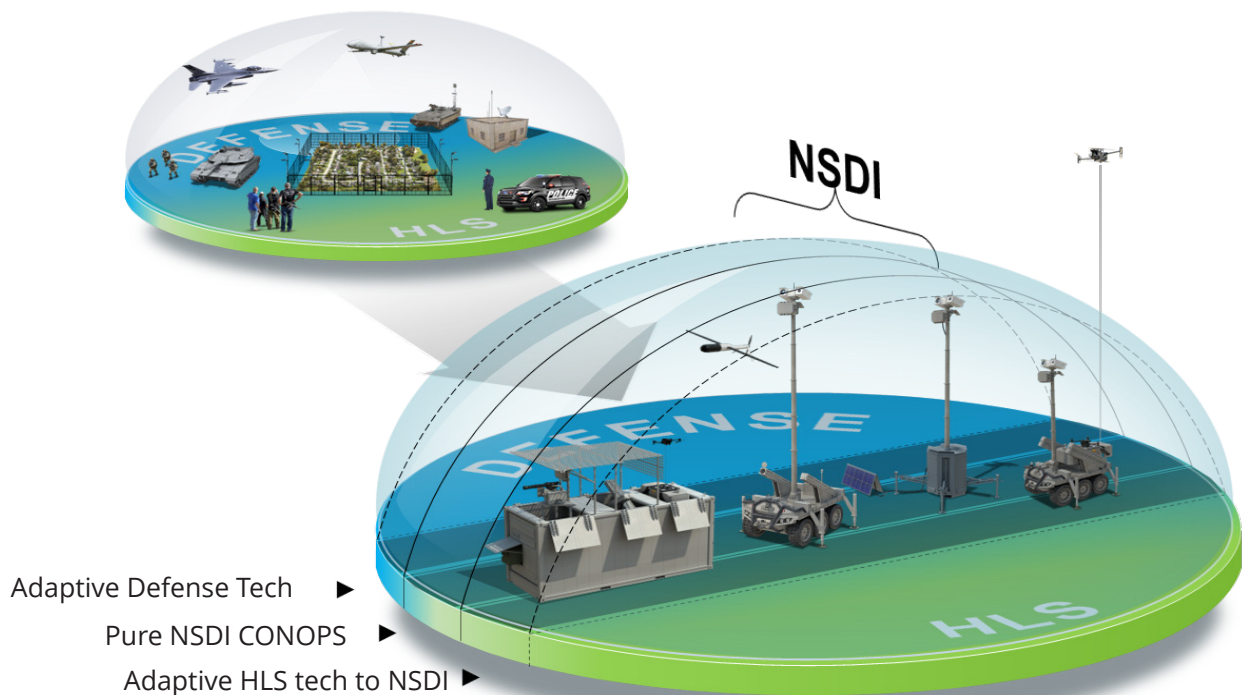 DEFENSE
POLICE
HLS
NSDI
DEFENSE
HLS
Adaptive Defense Tech
Pure NSDI CONOPS
Adaptive HLS tech to NSDI